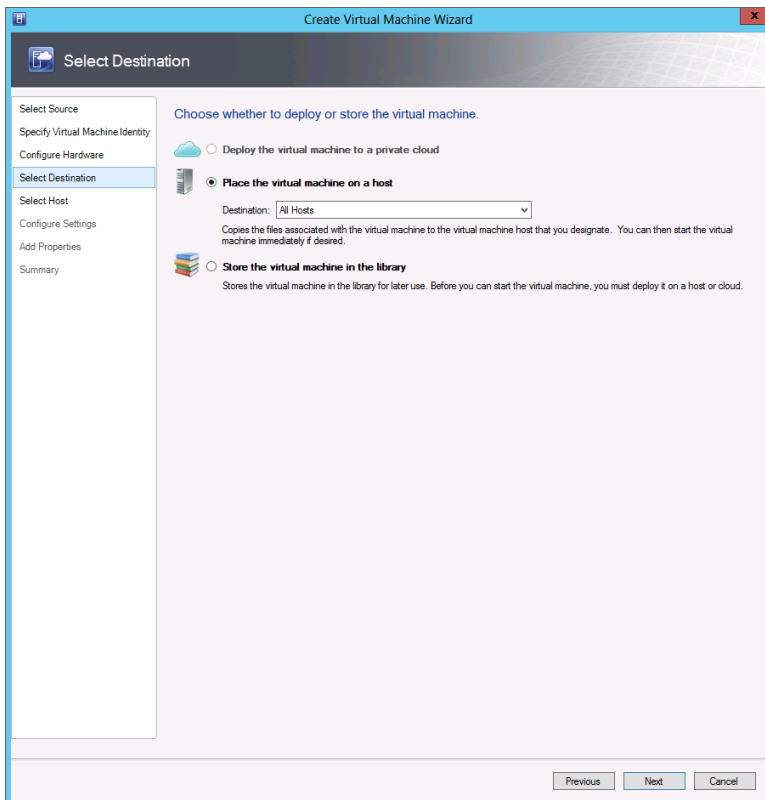 Create Virtual Machine Wizard
x
Select Destination
Select Source
Specify Virtual Machine Identity
Configure Hardware
Select Destination
Select Host
Configure Settings
Add Properties
Summary
Choose whether to deploy or store the virtual machine.
Deploy the virtual machine to a private cloud
Place the virtual machine on a host
Destination: All Hosts
Copies the files associated with the virtual machine to the virtual machine host that you designate. You can then start the virtual
machine immediately if desired.
Store the virtual machine in the library
Stores the virtual machine in the library for later use. Before you can start the virtual machine, you must deploy it on a host or cloud.
Previous Next Cancel